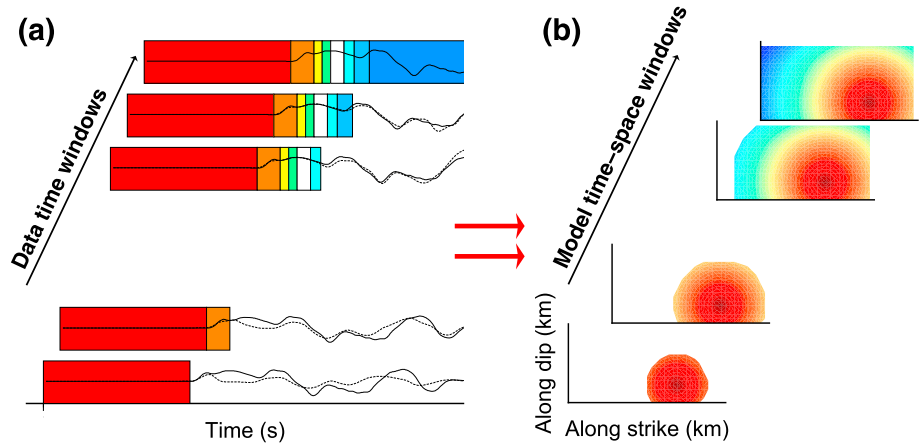 (a)
Data time windows
Time (s)
(b)
Model time–space windows
Along dip (km)
Along strike (km)